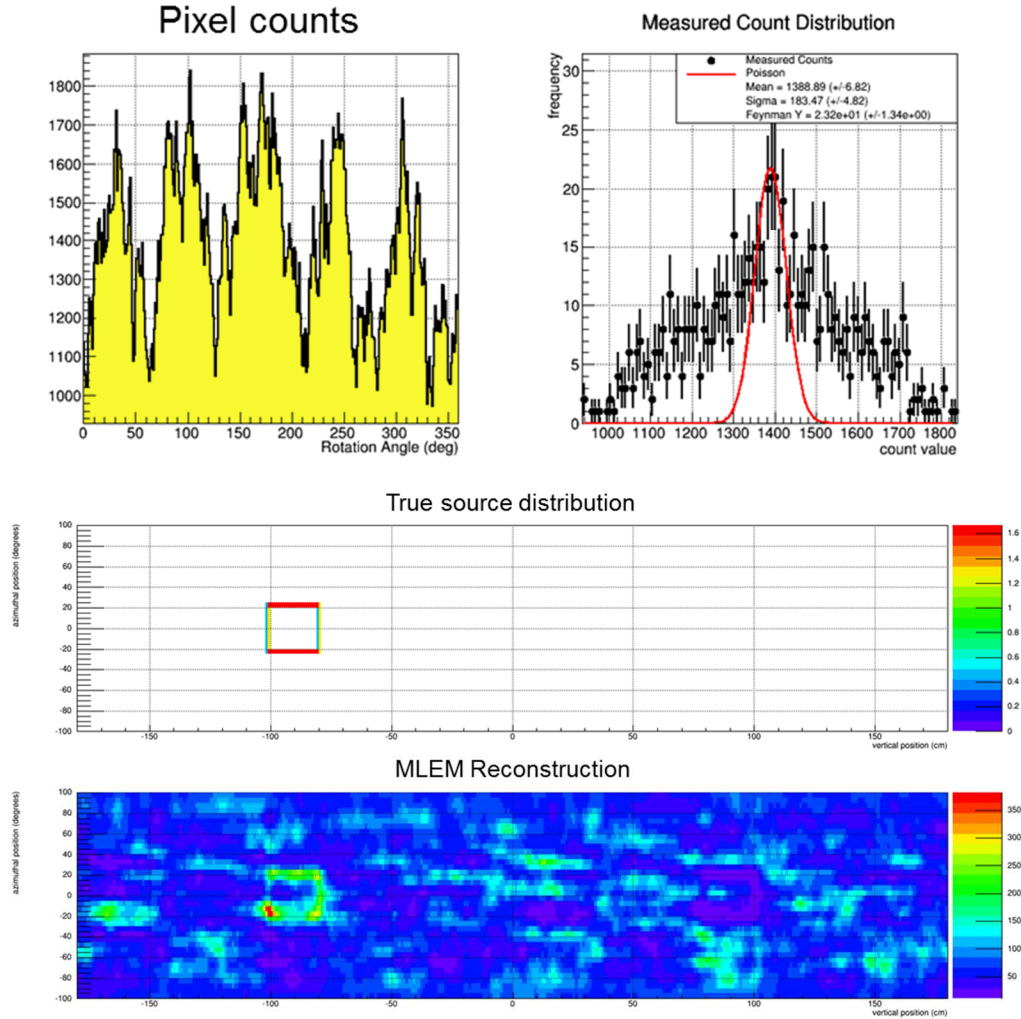 Pixel counts
1800
1700
1600
1500
1400
1300
1200
1100
1000
0 50 100 150 200 250 300 350
Rotation Angle (deg)
Measured Count Distribution
frequency
30
25
20
15
10
5
0
Measured Counts
Poisson
Mean = 1388.89 (+/-6.82)
Sigma = 183.47 (+/-4.82)
Feynman Y = 2.32e+01 (+/-1.34e+00)
1000 1100 1200 1300 1400 1500 1600 1700 1800
count value
True source distribution
azimuthal position (degrees)
100
80
60
40
20
0
-20
-40
-60
-80
-100
-150 -100 -50 0 50 100 150
vertical position (cm)
1.6
1.4
1.2
1
0.8
0.6
0.4
0.2
0
MLEM Reconstruction
azimuthal position (degrees)
100
80
60
40
20
0
-20
-40
-60
-80
-100
-150 -100 -50 0 50 100 150
vertical position (cm)
350
300
250
200
150
100
50